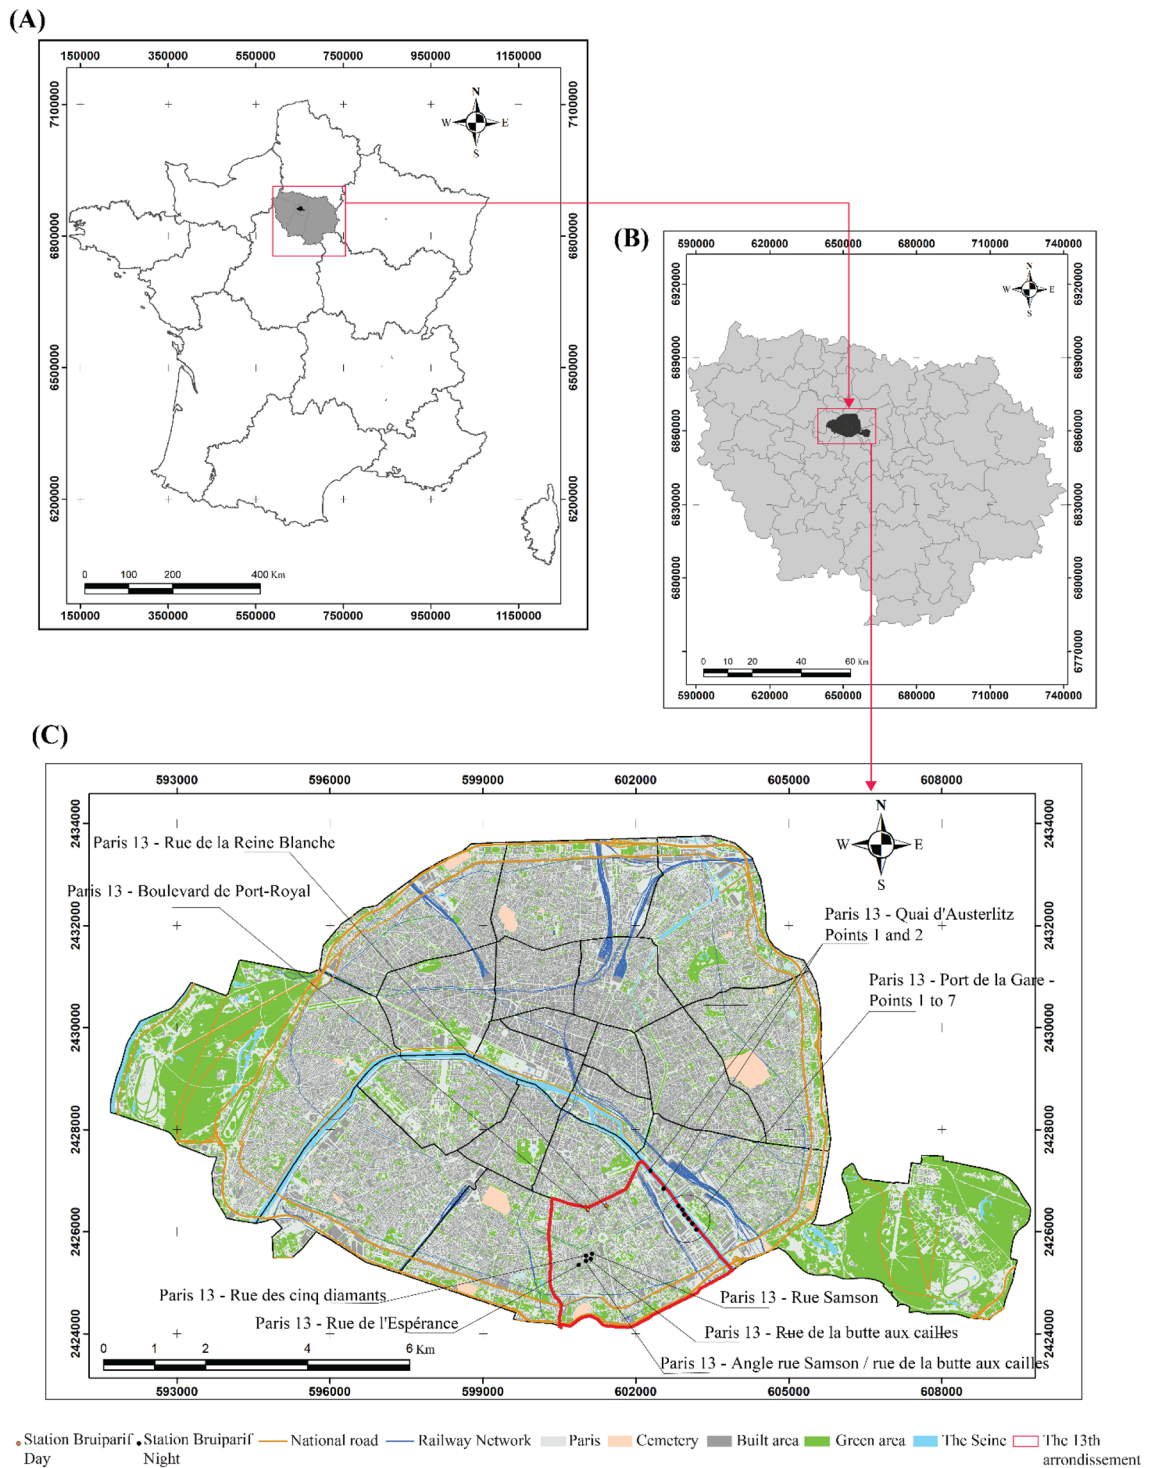 (A)
150000 350000 550000 750000 950000 1150000
7100000 7100000
N
W E
S
6800000 6800000
6500000 6500000
6200000 6200000
0 100 200 400 Km
150000 350000 550000 750000 950000 1150000
(B)
590000 620000 650000 680000 710000 740000
6920000 6920000
N
W E
S
6890000 6890000
6860000 6860000
6830000 6830000
6800000 6800000
6770000
0 10 20 40 60 Km
590000 620000 650000 680000 710000 740000
(C)
593000 596000 599000 602000 605000 608000
N
W E
S
2434000 2434000
Paris 13 - Rue de la Reine Blanche
Paris 13 - Boulevard de Port-Royal
Paris 13 - Quai d'Austerlitz
Points 1 and 2
2432000 2432000
Paris 13 - Port de la Gare -
Points 1 to 7
2430000 2430000
2428000 2428000
2426000 2426000
Paris 13 - Rue des cinq diamants
Paris 13 - Rue Samson
Paris 13 - Rue de l'Espérance
Paris 13 - Rue de la butte aux cailles
2424000 2424000
Paris 13 - Angle rue Samson / rue de la butte aux cailles
0 1 2 4 6 Km
593000 596000 599000 602000 605000 608000
Station Bruiparif Day
Station Bruiparif Night
National road
Railway Network
Paris
Cemetery
Built area
Green area
The Seine
The 13th arrondissement